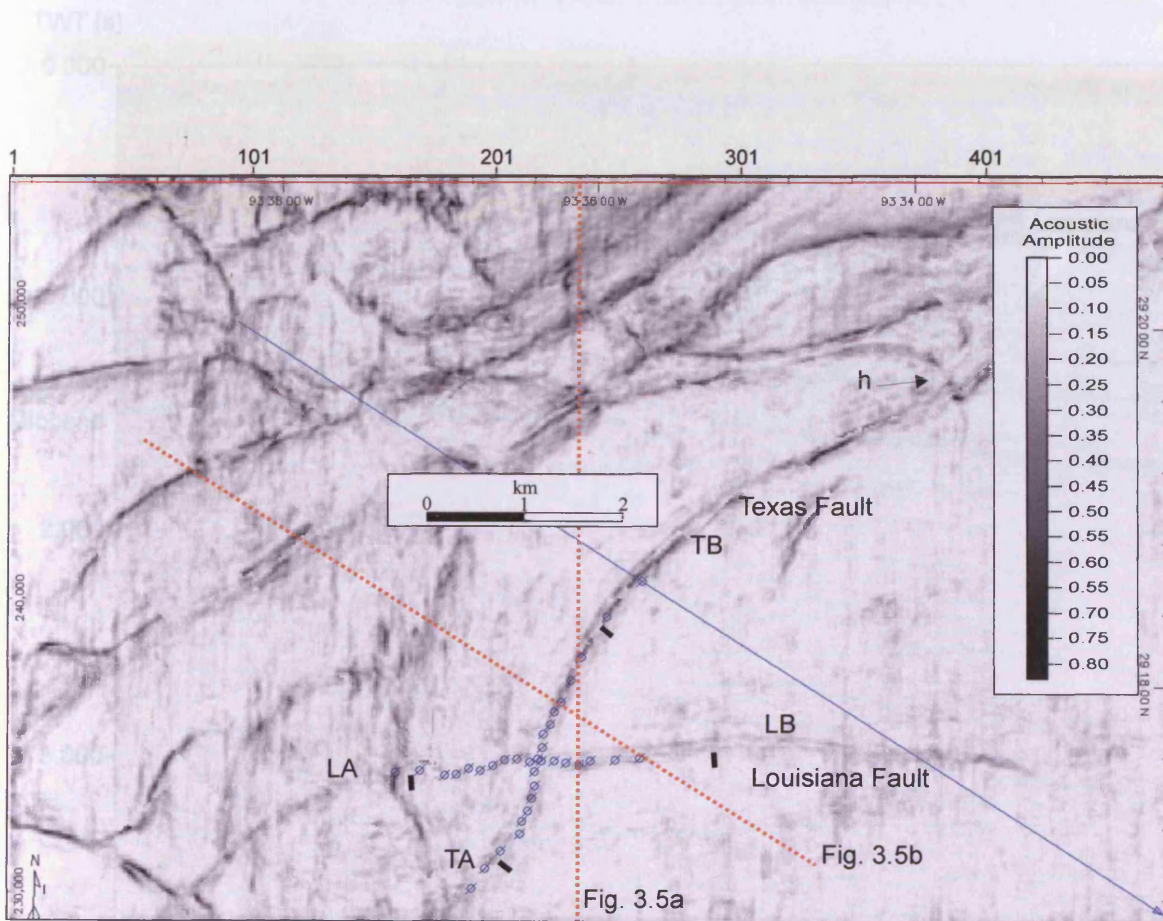 1 101 201 301 401
93 38 00 W 93 36 00 W 93 34 00 W
Acoustic
Amplitude
0.00
0.05
0.10
0.15
0.20
0.25
0.30
0.35
0.40
0.45
0.50
0.55
0.60
0.65
0.70
0.75
0.80
250,000
29 20 00 N
h
km
0 1 2
Texas Fault
TB
240,000
29 18 00 N
LB
LA
Louisiana Fault
TA
Fig. 3.5b
N
230,000
Fig. 3.5a